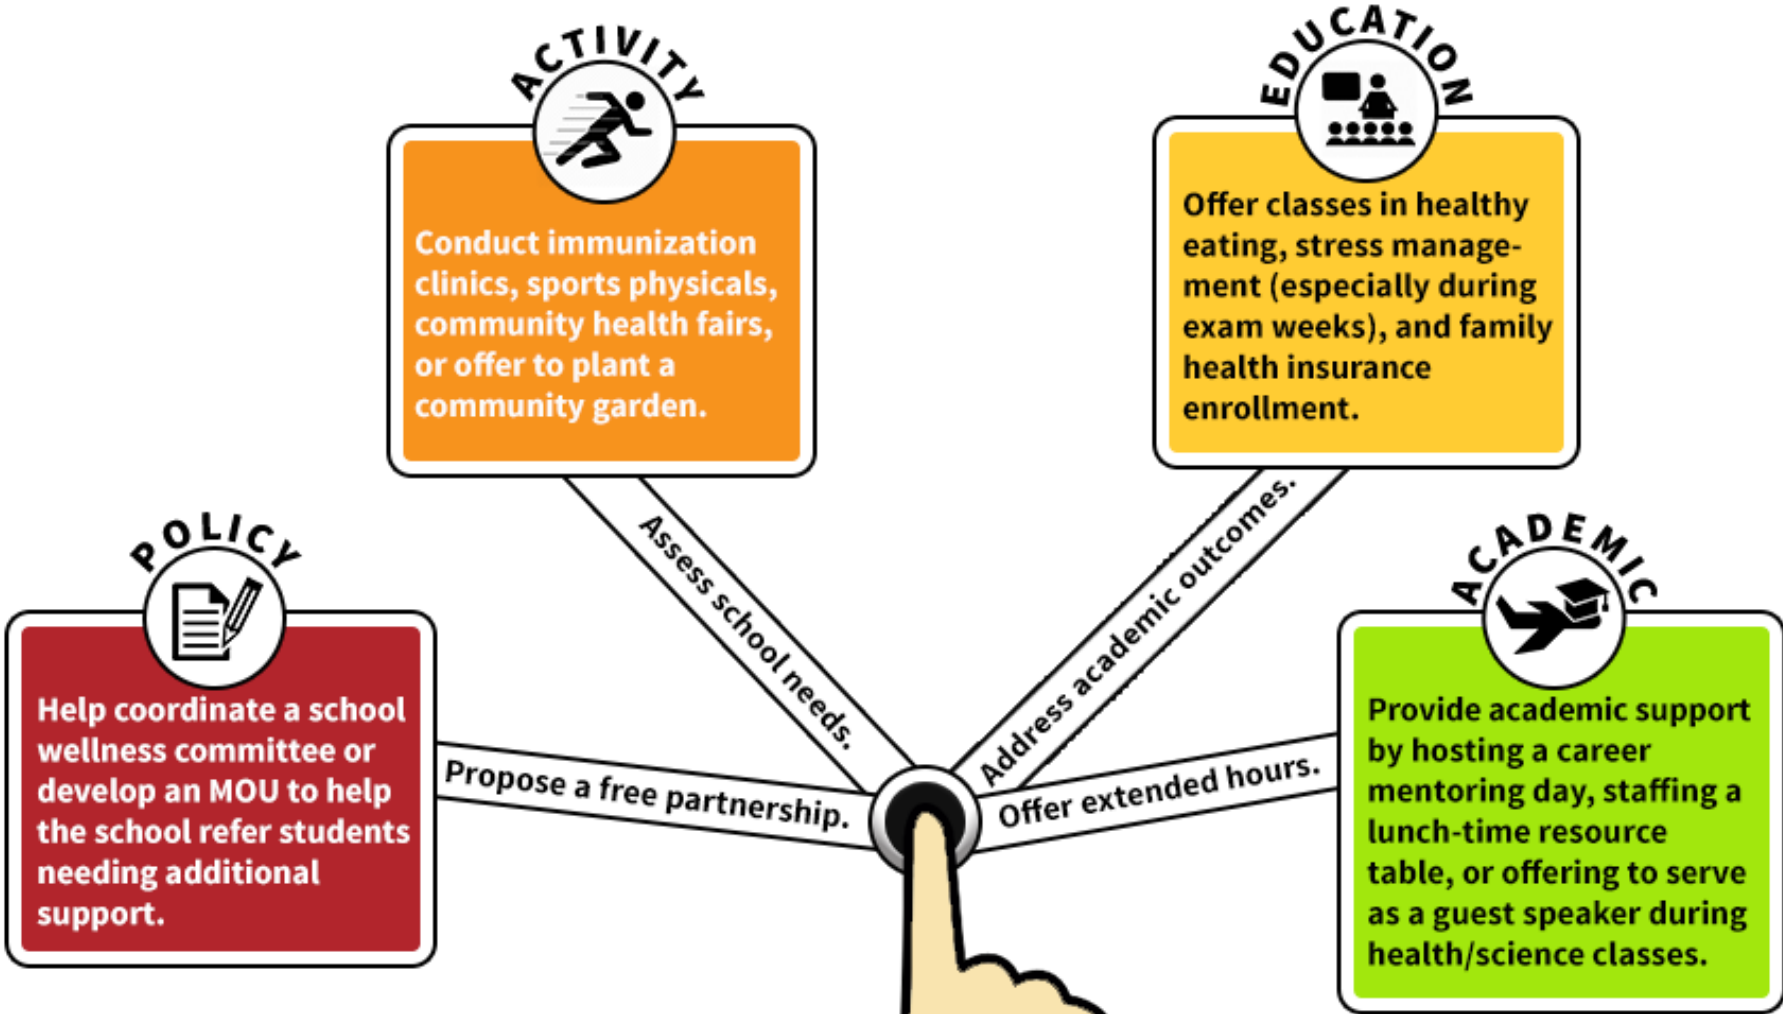 ACTIVITY
Conduct immunization
clinics, sports physicals,
community health fairs,
or offer to plant a
community garden.
EDUCATION
Offer classes in healthy
eating, stress manage-
ment (especially during
exam weeks), and family
health insurance
enrollment.
POLICY
Help coordinate a school
wellness committee or
develop an MOU to help
the school refer students
needing additional
support.
Propose a free partnership.
Assess school needs.
Address academic outcomes.
Offer extended hours.
ACADEMIC
Provide academic support
by hosting a career
mentoring day, staffing a
lunch-time resource
table, or offering to serve
as a guest speaker during
health/science classes.